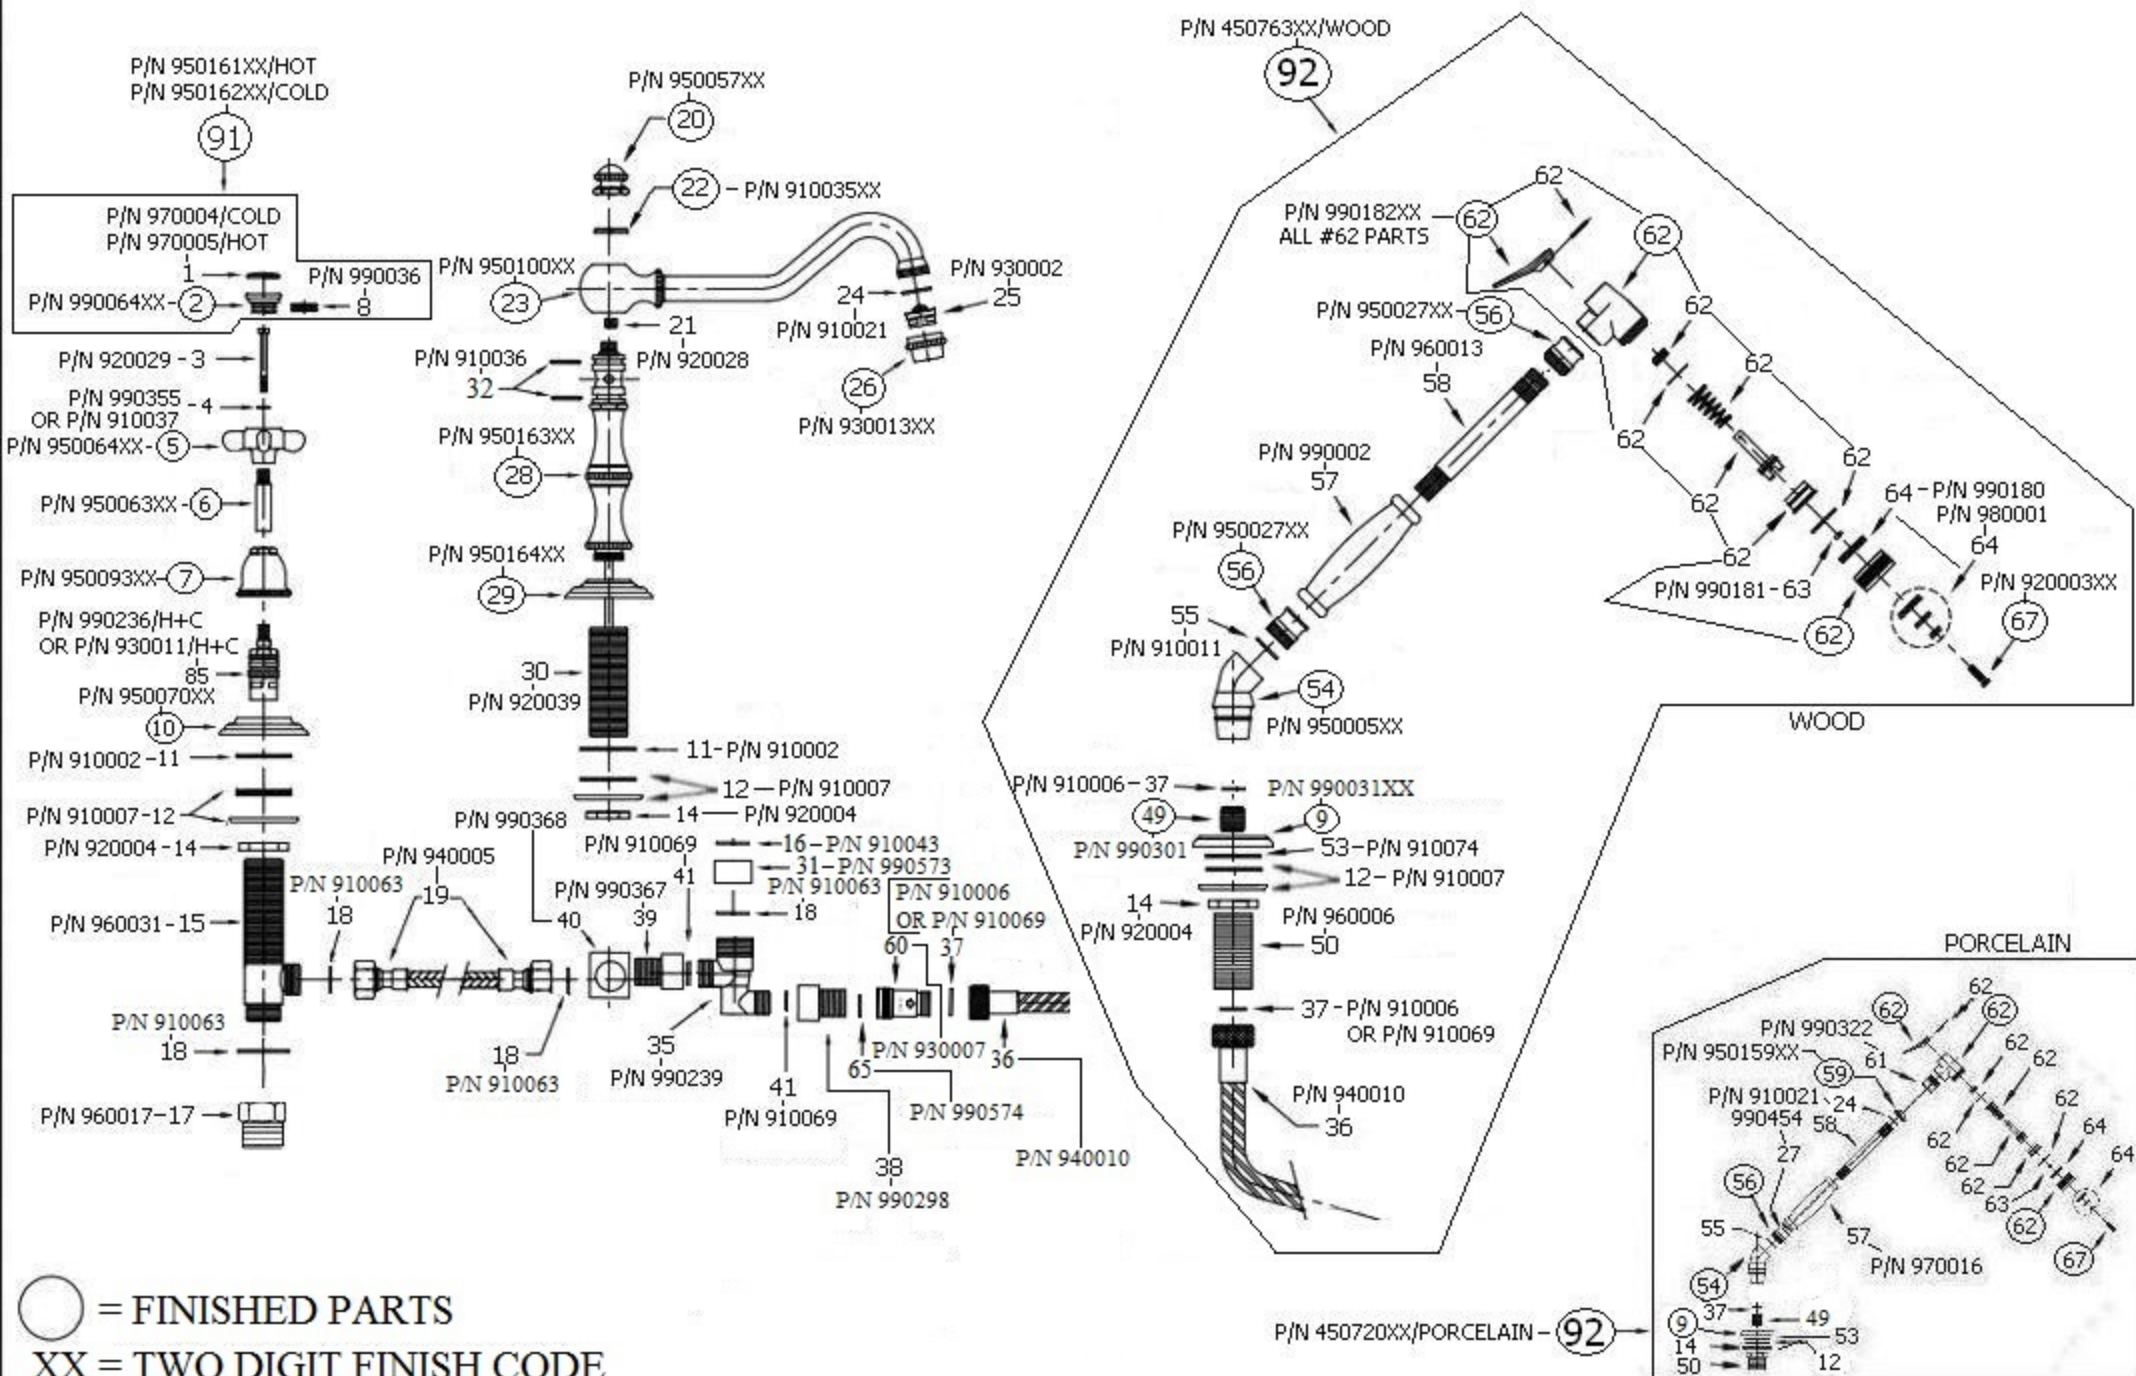 P/N 950161XX/HOT
P/N 950162XX/COLD
91
P/N 970004/COLD
P/N 970005/HOT
1
P/N 990036
P/N 990064XX-2
8
P/N 920029-3
P/N 990355
-4
OR P/N 910037
P/N 950064XX-5
P/N 950063XX-6
P/N 950093XX-7
P/N 990236/H+C
OR P/N 930011/H+C
85
P/N 950070XX
10
P/N 910002-11
P/N 910007-12
P/N 920004-14
P/N 960031-15
P/N 910063
18
P/N 910063
18
P/N 960017-17
P/N 940005
19
18
P/N 910063
P/N 950057XX
20
22-P/N 910035XX
P/N 950100XX
23
P/N 930002
25
24
P/N 910021
21
P/N 920028
P/N 910036
32
26
P/N 930013XX
P/N 950163XX
28
P/N 950164XX
29
30
P/N 920039
11-P/N 910002
12-P/N 910007
14-P/N 920004
P/N 990368
40
P/N 910069
41
16-P/N 910043
31-P/N 990573
P/N 910063
18
P/N 990367
39
P/N 910006
OR P/N 910069
60
37
35
P/N 990239
41
P/N 910069
P/N 930007
65
P/N 990574
36
P/N 940010
38
P/N 990298
P/N 450763XX/WOOD
92
62
P/N 990182XX
ALL #62 PARTS
62
62
62
62
62
62
62
62
62
P/N 950027XX-56
P/N 960013
58
P/N 990002
57
P/N 950027XX
56
55
P/N 910011
54
P/N 950005XX
64-P/N 990180
P/N 980001
64
P/N 990181-63
P/N 920003XX
67
WOOD
P/N 910006-37
P/N 990031XX
49
9
P/N 990301
53-P/N 910074
12-P/N 910007
14
P/N 920004
P/N 960006
50
37-P/N 910006
OR P/N 910069
P/N 940010
36
PORCELAIN
62
62
62
P/N 990322
61
P/N 950159XX
59
62
62
P/N 910021
24
990454
58
27
62
62
62
62
64
64
63
62
67
56
55
57
P/N 970016
54
37
49
9
53
14
12
50
P/N 450720XX/PORCELAIN-92
= FINISHED PARTS
XX = TWO DIGIT FINISH CODE